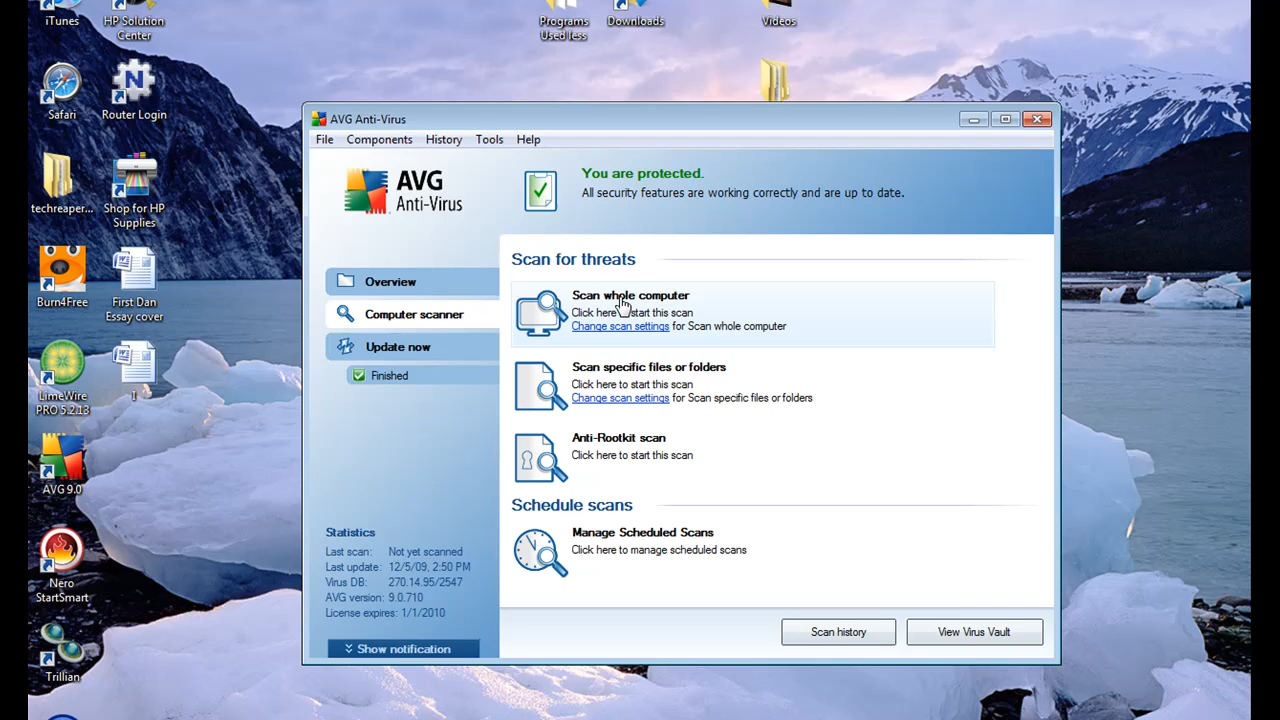 iTunes
HP Solution
Center
Programs
Used less
Downloads
Videos
Safari
Router Login
techreaper...
Shop for HP
Supplies
Burn4Free
First Dan
Essay cover
LimeWire
PRO 5.2.13
1
AVG 9.0
Nero
StartSmart
Trillian
AVG Anti-Virus
File Components History Tools Help
AVG
Anti-Virus
You are protected.
All security features are working correctly and are up to date.
Overview
Computer scanner
Update now
Finished
Statistics
Last scan: Not yet scanned
Last update: 12/5/09, 2:50 PM
Virus DB: 270.14.95/2547
AVG version: 9.0.710
License expires: 1/1/2010
Show notification
Scan for threats
Scan whole computer
Click here start this scan
Change scan settings for Scan whole computer
Scan specific files or folders
Click here to start this scan
Change scan settings for Scan specific files or folders
Anti-Rootkit scan
Click here to start this scan
Schedule scans
Manage Scheduled Scans
Click here to manage scheduled scans
Scan history
View Virus Vault